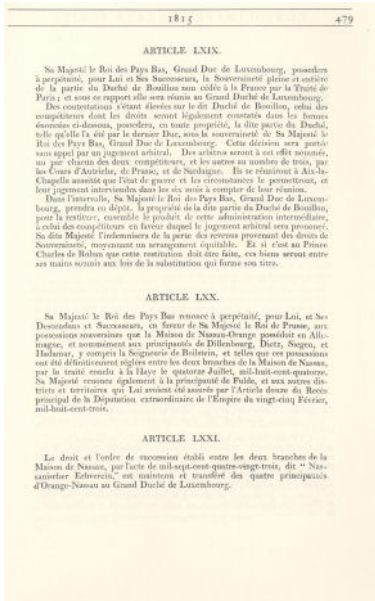 1815 479
ARTICLE LXIX.
Sa Majesté le Roi des Pays Bas, Grand Duc de Luxembourg, possédera
à perpétuité, pour Lui et Ses Successeurs, la Souveraineté pleine et entière
de la partie du Duché de Bouillon non cédée à la France par la Traité de
Paris; et sous ce rapport elle sera réunie au Grand Duché de Luxembourg.
Des contestations s'étant élevées sur le dit Duché de Bouillon, celui des
compétiteurs dont les droits seront légalement constatés dans les formes
énoncées ci-dessous, possédera, en toute propriété, la dite partie du Duché,
telle qu'elle l'a été par le dernier Duc, sous la souveraineté de Sa Majesté le
Roi des Pays Bas, Grand Duc de Luxembourg. Cette décision sera portée
sans appel par un jugement arbitral. Des arbitres seront à cet effet nommés,
un par chacun des deux compétiteurs, et les autres au nombre de trois, par
les Cours d'Autriche, de Prusse, et de Sardaigne. Ils se réuniront à Aix-la-
Chapelle aussitôt que l'état de guerre et les circonstances le permettront, et
leur jugement interviendra dans les six mois à compter de leur réunion.
Dans l'intervalle, Sa Majesté le Roi des Pays Bas, Grand Duc de Luxem-
bourg, prendra en dépôt, la propriété de la dite partie du Duché de Bouillon,
pour la restituer, ensemble le produit de cette administration intermédiaire,
à celui des compétiteurs en faveur duquel le jugement arbitral sera prononcé.
Sa dite Majesté l'indemnisera de la perte des revenus provenant des droits de
Souveraineté, moyennant un arrangement équitable. Et si c'est au Prince
Charles de Rohan que cette restitution doit être faite, ces biens seront entre
ses mains soumis aux lois de la substitution qui forme son titre.
ARTICLE LXX.
Sa Majesté le Roi des Pays Bas renonce à perpétuité, pour Lui, et Ses
Descendans et Successeurs, en faveur de Sa Majesté le Roi de Prusse, aux
possessions souveraines que la Maison de Nassau-Orange possédoit en Alle-
magne, et nommément aux principautés de Dillenbourg, Dietz, Siegen, et
Hadamar, y compris la Seigneurie de Beilstein, et telles que ces possessions
ont été définitivement réglées entre les deux branches de la Maison de Nassau,
par le traité conclu à la Haye le quatorze Juillet, mil-huit-cent-quatorze.
Sa Majesté renonce également à la principauté de Fulde, et aux autres dis-
tricts et territoires qui Lui avoient été assurés par l'Article douze du Recès
principal de la Députation extraordinaire de l'Empire du vingt-cinq Février,
mil-huit-cent-trois.
ARTICLE LXXI.
Le droit et l'ordre de succession établi entre les deux branches de la
Maison de Nassau, par l'acte de mil-sept-cent-quatre-vingt-trois, dit " Nas-
sauischer Erbverein," est maintenu et transféré des quatre principautés
d'Orange-Nassau au Grand Duché de Luxembourg.